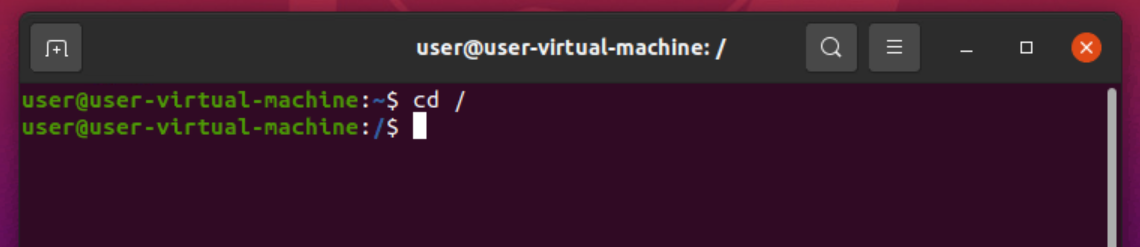 user@user-virtual-machine: /
user@user-virtual-machine:~$ cd /
user@user-virtual-machine:/$